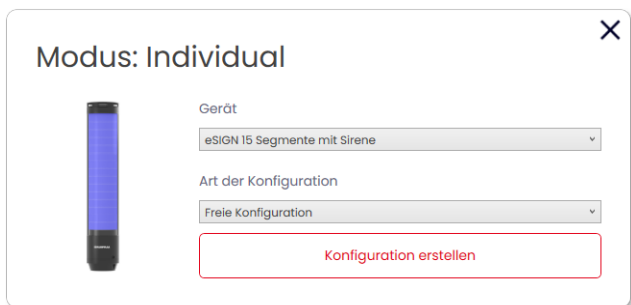 Modus: Individual
Gerät
eSIGN 15 Segmente mit Sirene
Art der Konfiguration
Freie Konfiguration
Konfiguration erstellen